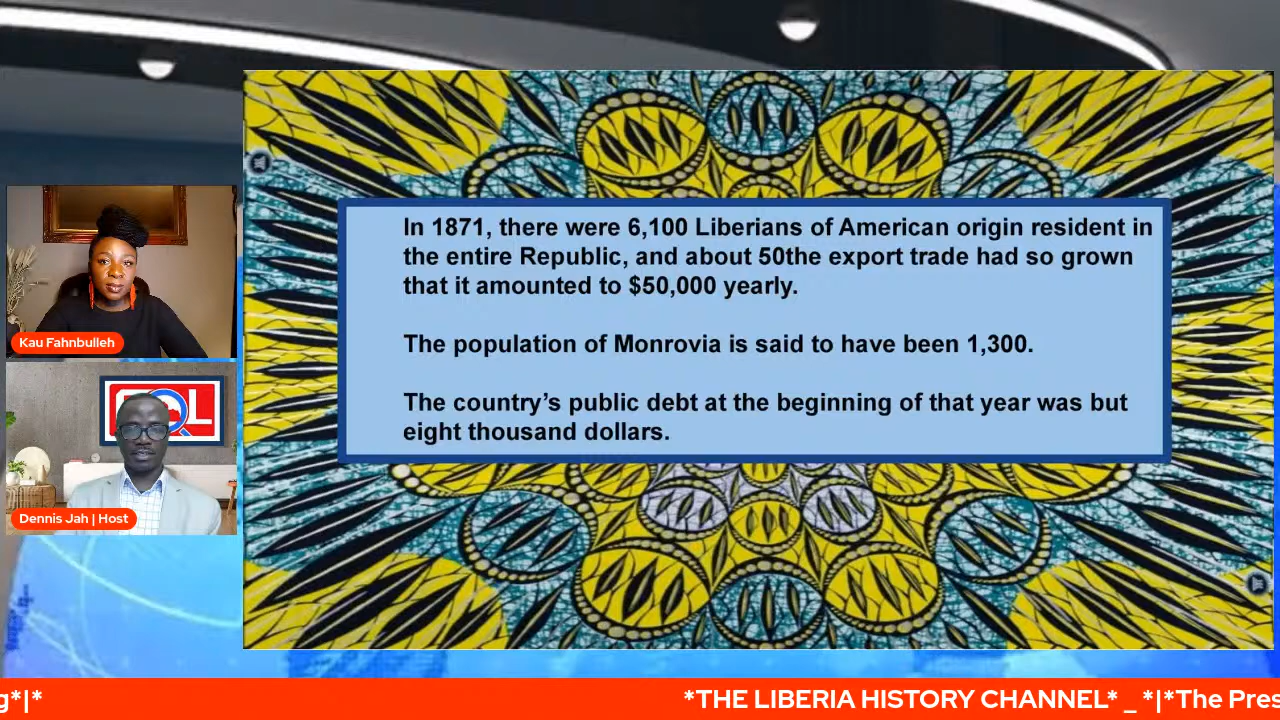 In 1871, there were 6,100 Liberians of American origin resident in
the entire Republic, and about 50the export trade had so grown
that it amounted to $50,000 yearly.
The population of Monrovia is said to have been 1,300.
The country’s public debt at the beginning of that year was but
eight thousand dollars.
Kau Fahnbulleh
Dennis Jah | Host
g*|*
*THE LIBERIA HISTORY CHANNEL* _ *|*The Pres